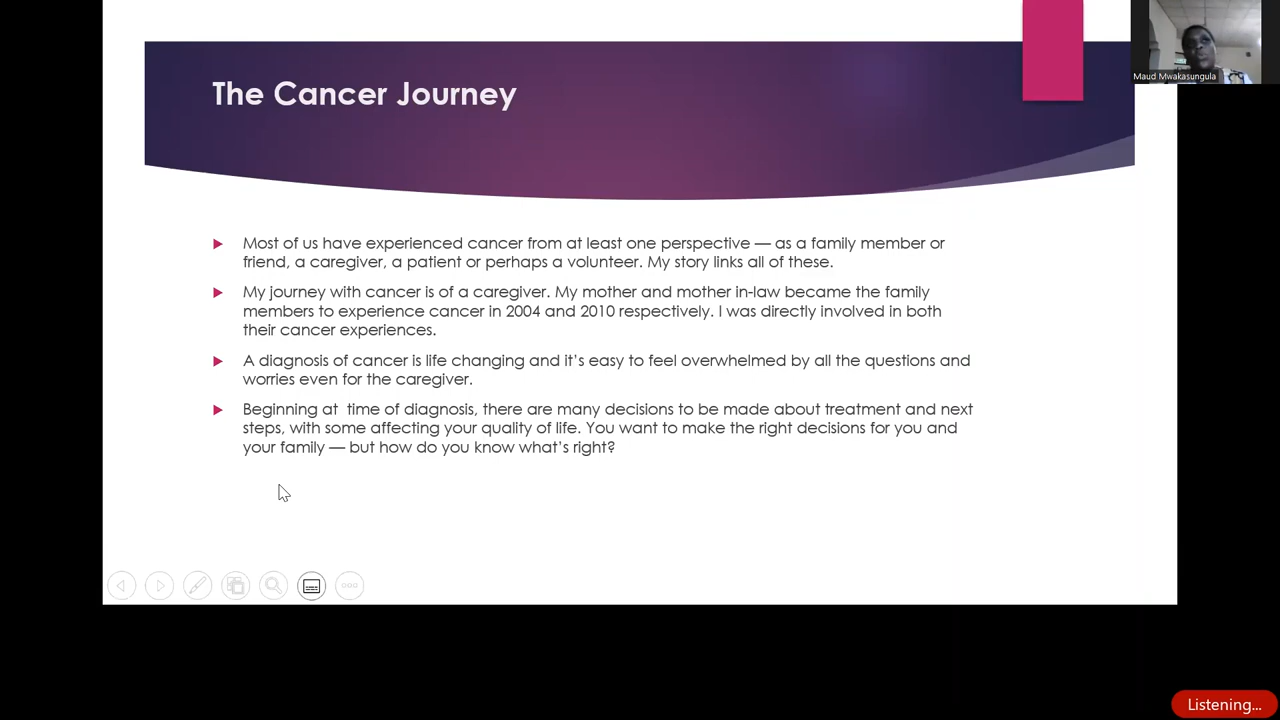 The Cancer Journey
Maud Mwakasungula
Most of us have experienced cancer from at least one perspective — as a family member or
friend, a caregiver, a patient or perhaps a volunteer. My story links all of these.
My journey with cancer is of a caregiver. My mother and mother in-law became the family
members to experience cancer in 2004 and 2010 respectively. I was directly involved in both
their cancer experiences.
A diagnosis of cancer is life changing and it's easy to feel overwhelmed by all the questions and
worries even for the caregiver.
Beginning at  time of diagnosis, there are many decisions to be made about treatment and next
steps, with some affecting your quality of life. You want to make the right decisions for you and
your family — but how do you know what's right?
Listening...